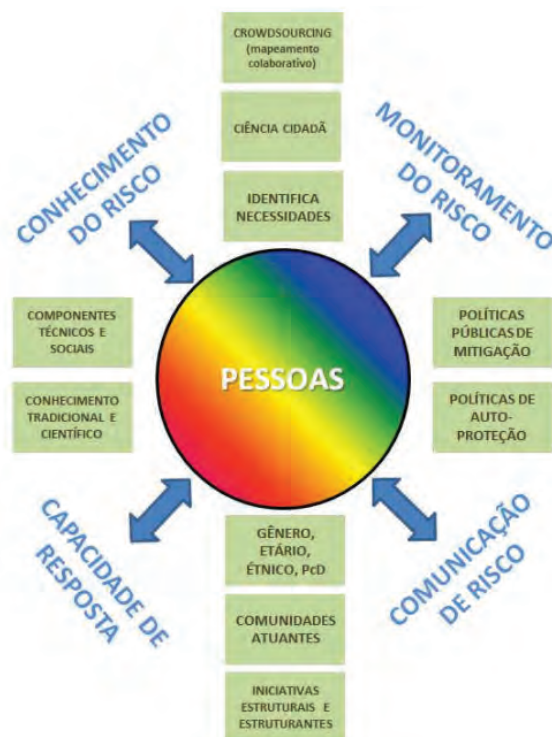 CROWDSOURCING
(mapeamento
colaborativo)
CIÊNCIA CIDADÃ
IDENTIFICA
NECESSIDADES
CONHECIMENTO
DO RISCO
MONITORAMENTO
DO RISCO
COMPONENTES
TÉCNICOS E
SOCIAIS
CONHECIMENTO
TRADICIONAL E
CIENTÍFICO
PESSOAS
POLÍTICAS
PÚBLICAS DE
MITIGAÇÃO
POLÍTICAS DE
AUTO-
PROTEÇÃO
CAPACIDADE DE
RESPOSTA
COMUNICAÇÃO
DE RISCO
GÊNERO,
ETÁRIO,
ÉTNICO, PcD
COMUNIDADES
ATUANTES
INICIATIVAS
ESTRUTURAIS E
ESTRUTURANTES